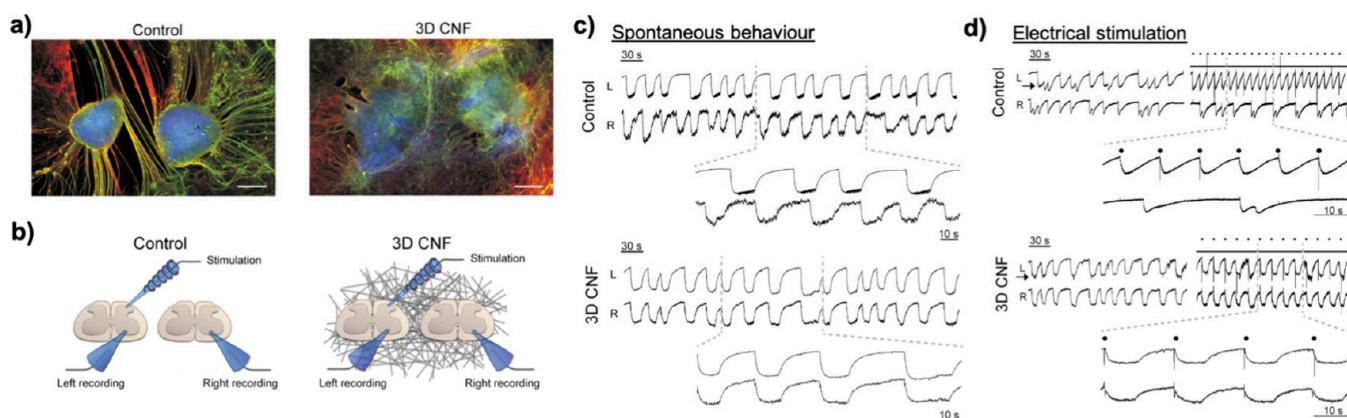 a)
Control
3D CNF
b)
Control
3D CNF
Stimulation
Stimulation
Left recording
Right recording
Left recording
Right recording
c)
Spontaneous behaviour
30 s
Control
L
R
10 s
30 s
3D CNF
L
R
10 s
d)
Electrical stimulation
30 s
Control
L
R
10 s
30 s
3D CNF
L
R
10 s